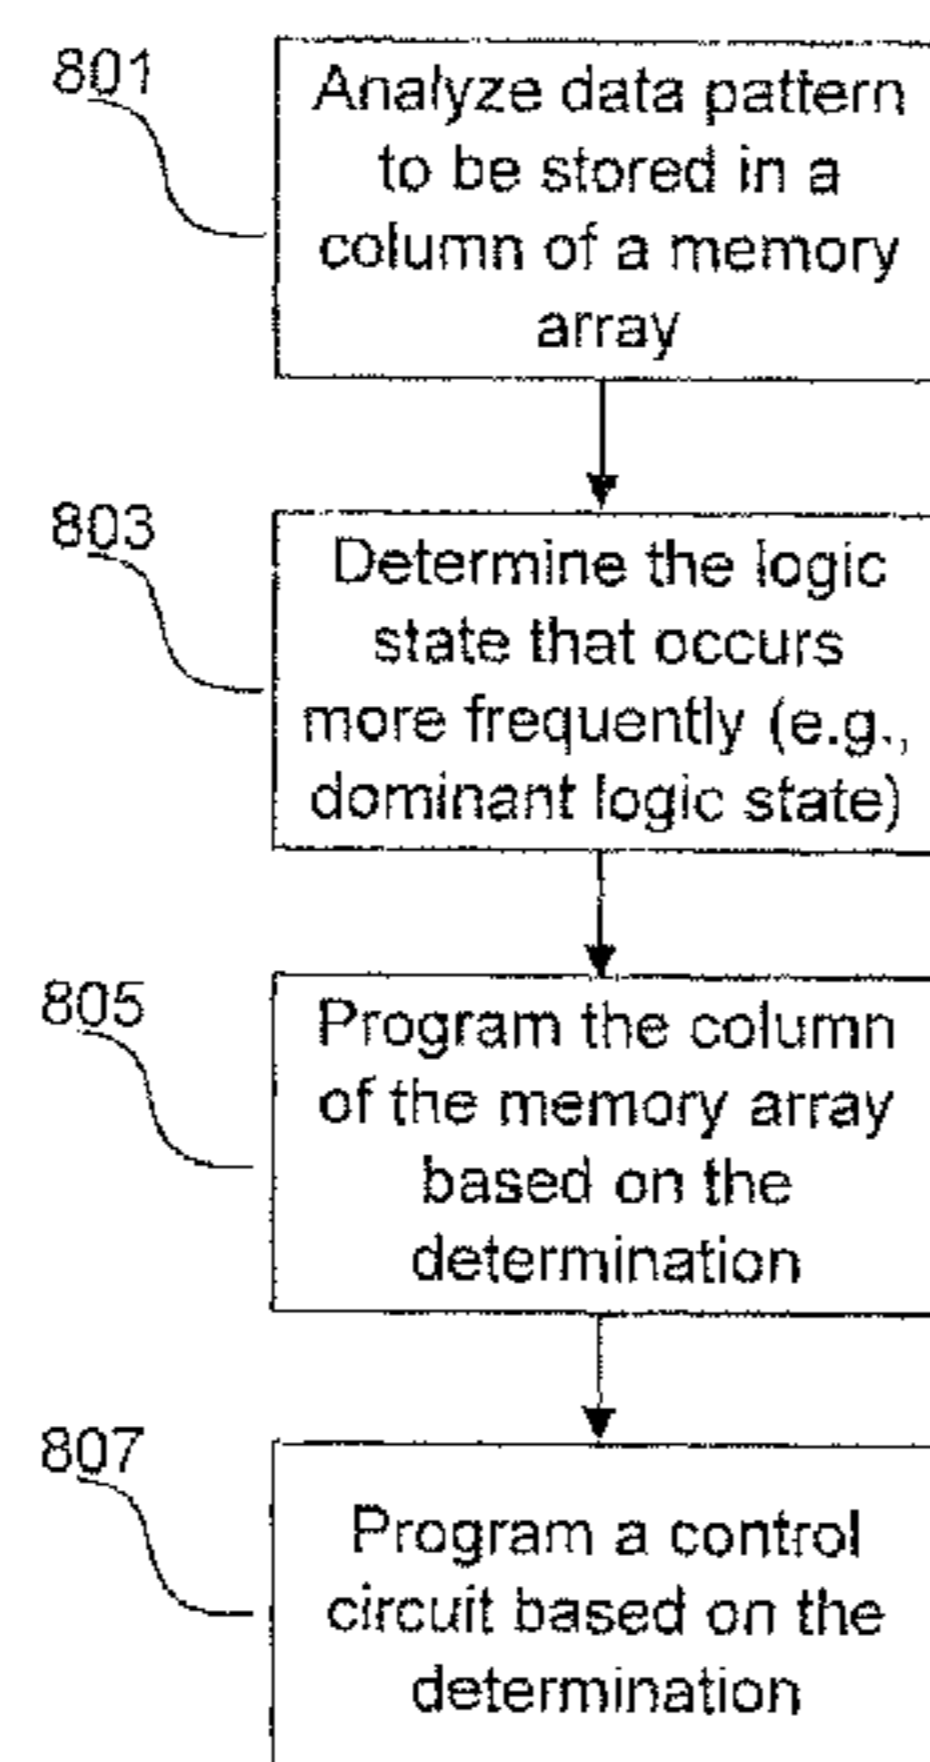 801
Analyze data pattern
to be stored in a
column of a memory
array
803
Determine the logic
state that occurs
more frequently (e.g.,
dominant logic state)
805
Program the column
of the memory array
based on the
determination
807
Program a control
circuit based on the
determination